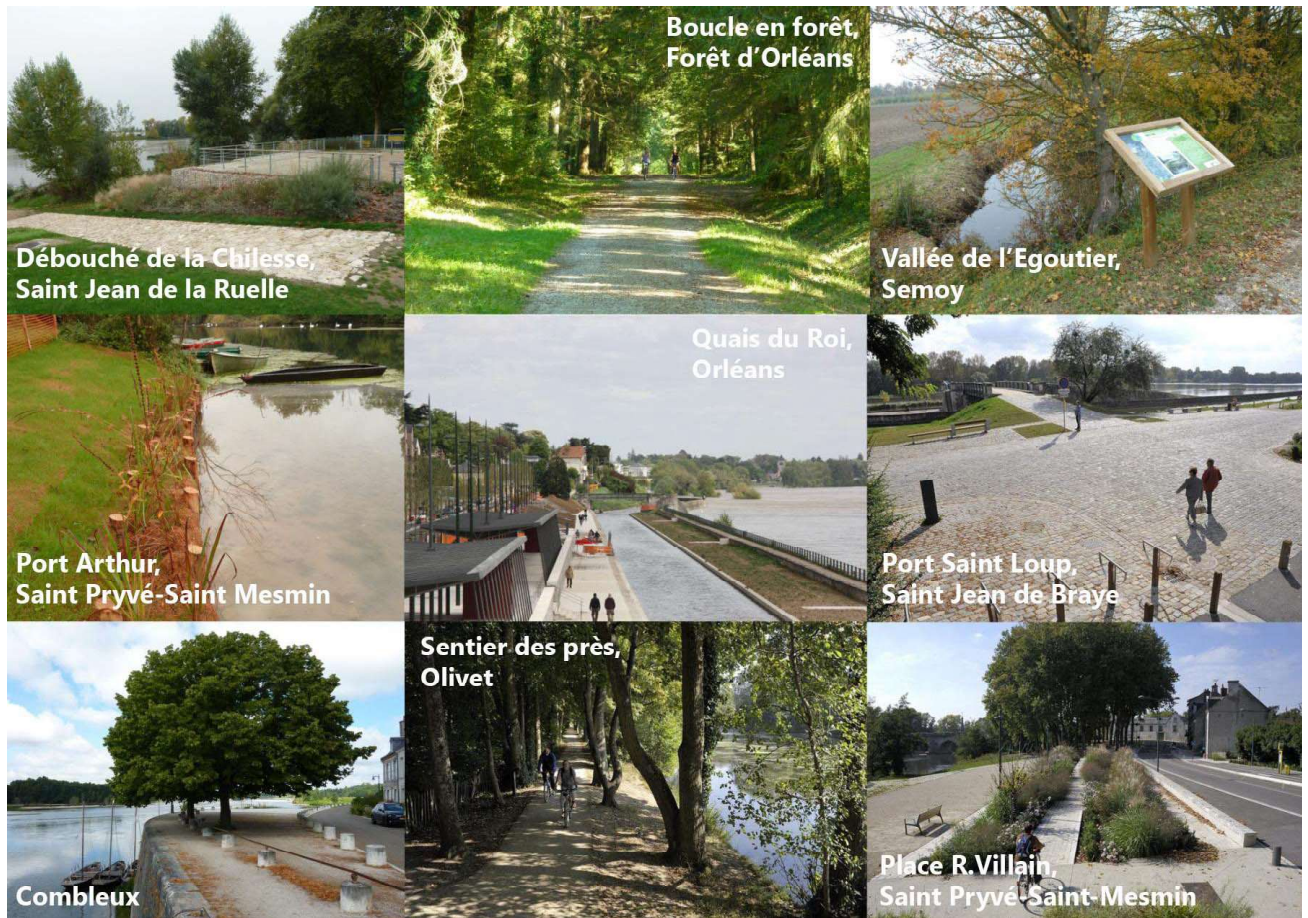 Débouché de la Chilesse,
Saint Jean de la Ruelle
Boucle en forêt,
Forêt d'Orléans
Vallée de l'Egoutier,
Semoy
Port Arthur,
Saint Pryvé-Saint Mesmin
Quais du Roi,
Orléans
Port Saint Loup,
Saint Jean de Braye
Combleux
Sentier des près,
Olivet
Place R.Villain,
Saint Pryvé-Saint-Mesmin